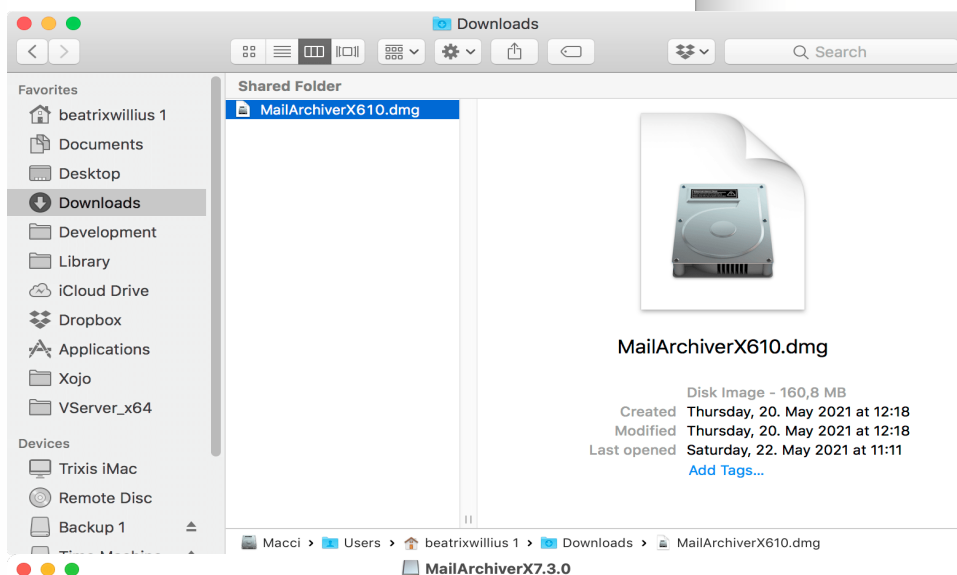 Downloads
Search
Favorites
Shared Folder
beatrixwillius 1
MailArchiverX610.dmg
Documents
Desktop
Downloads
Development
Library
iCloud Drive
Dropbox
Applications
Xojo
VServer_x64
Devices
Trixis iMac
Remote Disc
Backup 1
MailArchiverX610.dmg
Disk Image - 160,8 MB
Created Thursday, 20. May 2021 at 12:18
Modified Thursday, 20. May 2021 at 12:18
Last opened Saturday, 22. May 2021 at 11:11
Add Tags...
Macci › Users › beatrixwillius 1 › Downloads › MailArchiverX610.dmg
MailArchiverX7.3.0